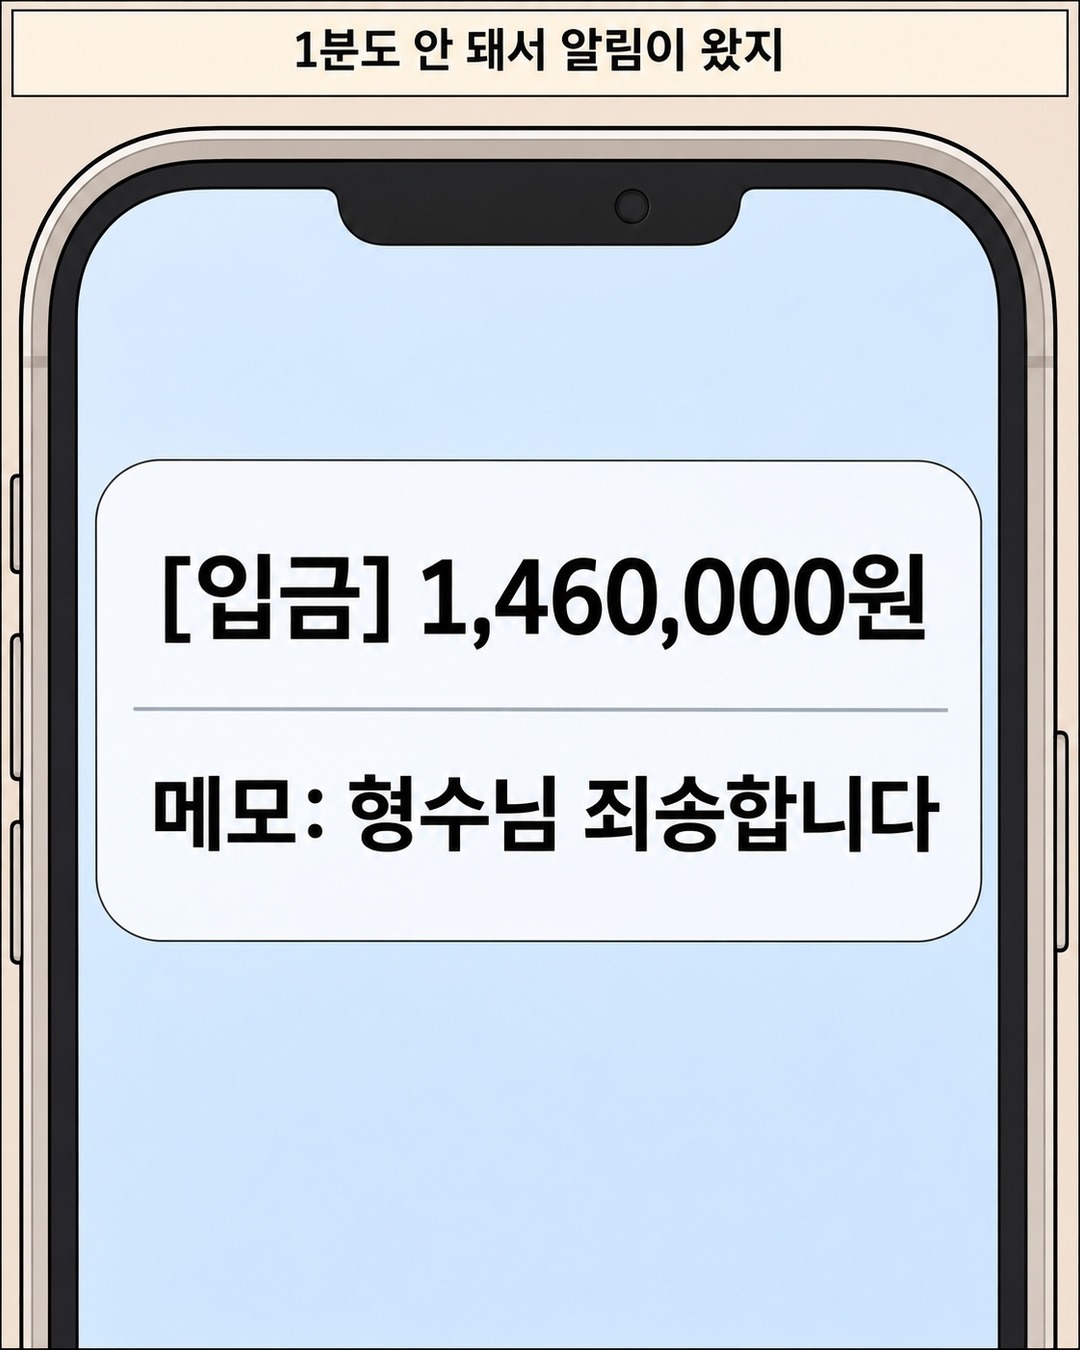 1분도 안 돼서 알림이 왔지
[입금] 1,460,000원
메모: 형수님 죄송합니다